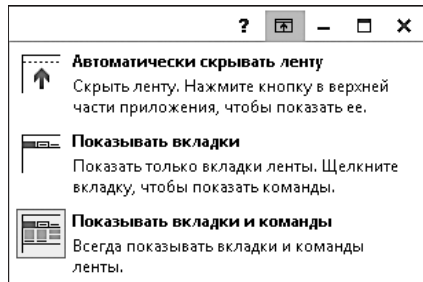 ?
Автоматически скрывать ленту
Скрыть ленту. Нажмите кнопку в верхней
части приложения, чтобы показать ее.
Показывать вкладки
Показать только вкладки ленты. Щелкните
вкладку, чтобы показать команды.
Показывать вкладки и команды
Всегда показывать вкладки и команды
ленты.